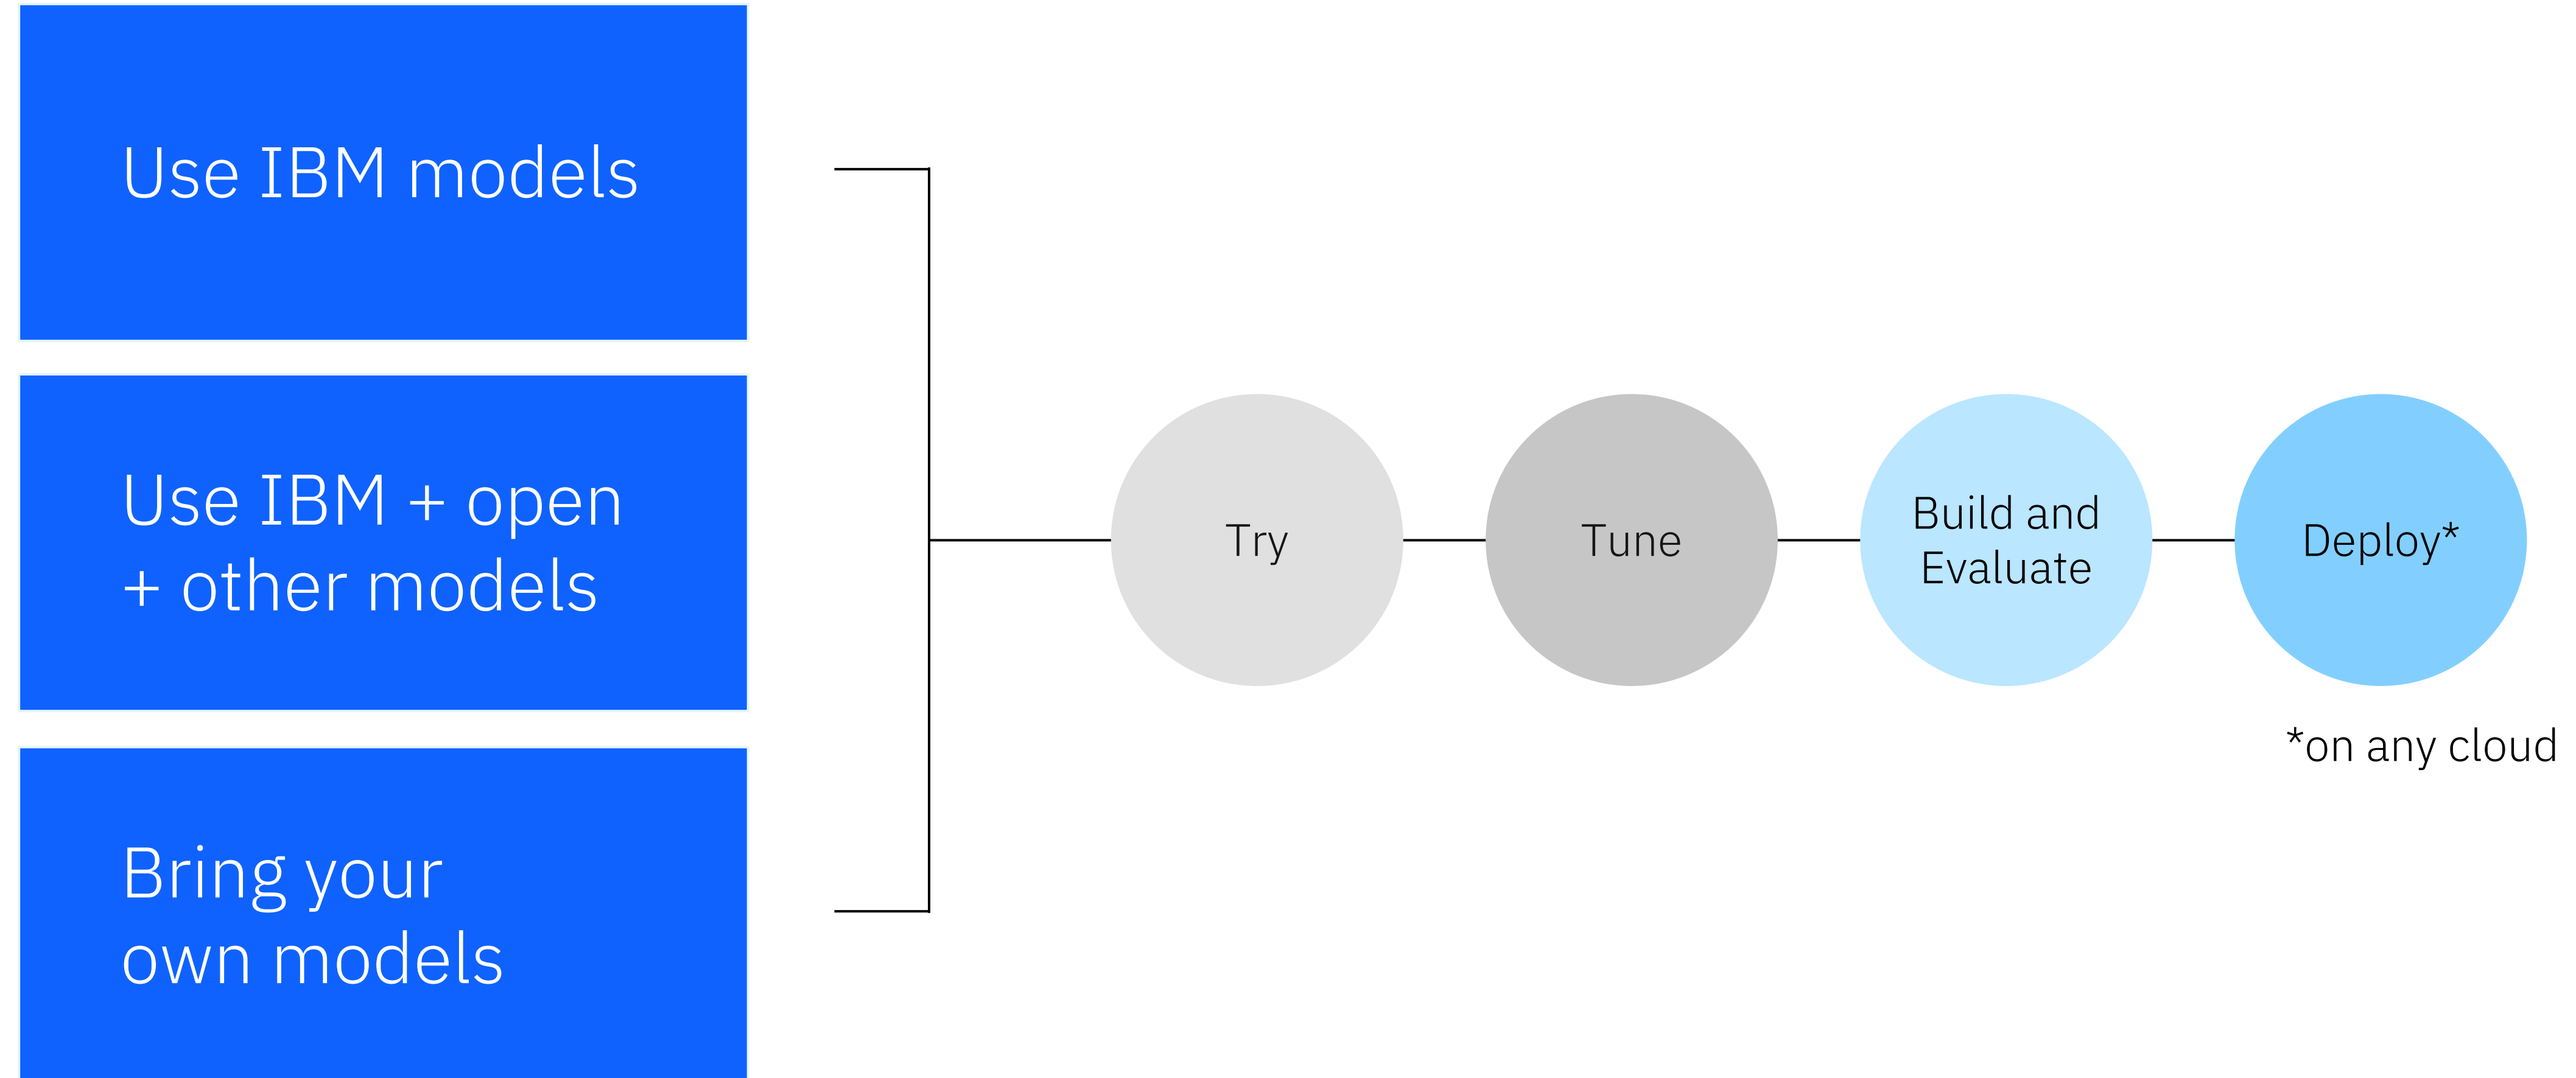 Use IBM models
Use IBM + open
+ other models
Bring your
own models
Try
Tune
Build and
Evaluate
Deploy*
*on any cloud